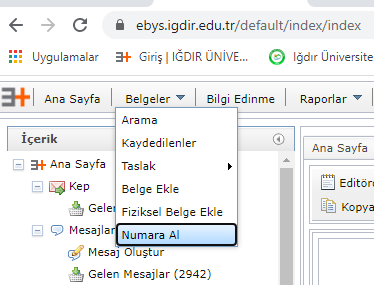 ebys.igdir.edu.tr/default/index/index
Uygulamalar Giriş | IĞDIR ÜNİVE... Iğdır Üniversite
Ana Sayfa Belgeler Bilgi Edinme Raporlar
Arama
Kaydedilenler
Taslak
Belge Ekle
Fiziksel Belge Ekle
Numara Al
İçerik
Ana Sayfa
Kep
Gelen
Mesajlar
Mesaj Oluştur
Gelen Mesajlar (2942)
Ana Sayfa
Editör
Kopya